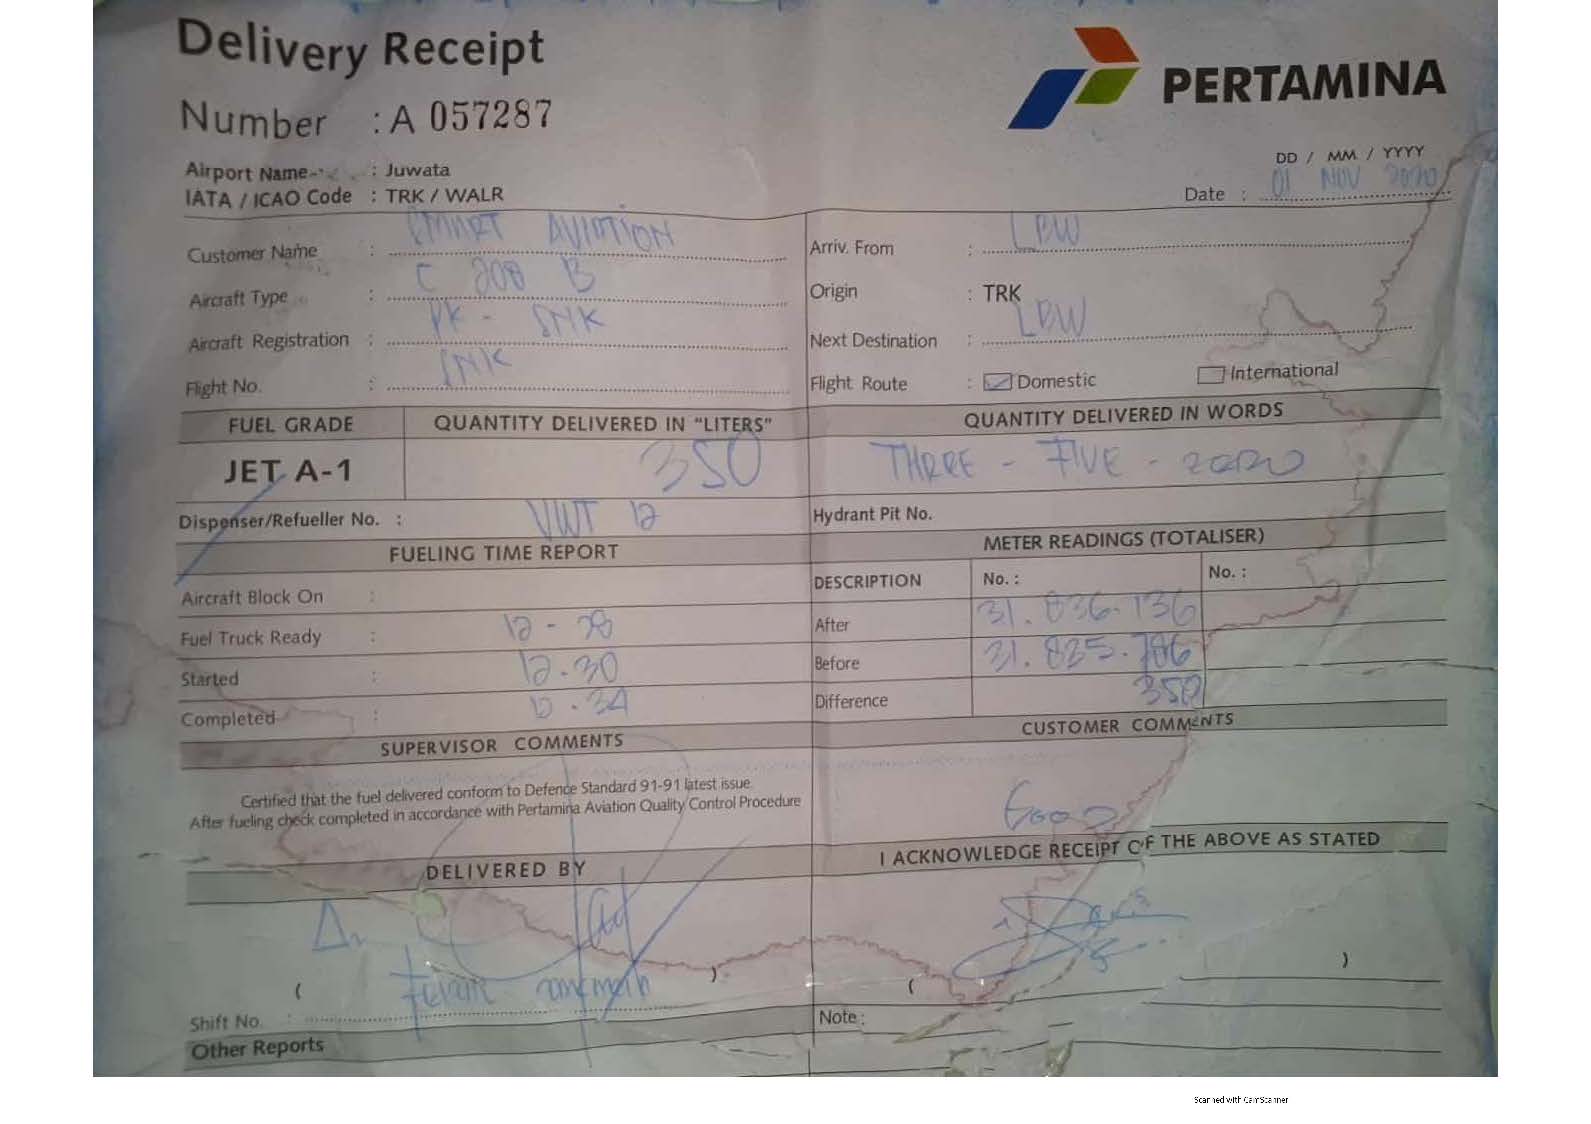 Delivery Receipt
PERTAMINA
Number : A 057287
DD / MM / YYYY
Airport Name : Juwata
IATA / ICAO Code : TRK / WALR
Date : 01 NOV 2020
Customer Name : SMART AVIATION
Arriv. From : LBW
Aircraft Type : C 208 B
Origin : TRK
Aircraft Registration : PK - SNK
Next Destination : LBW
Flight No. : SNK
Flight Route : Domestic International
FUEL GRADE QUANTITY DELIVERED IN "LITERS" QUANTITY DELIVERED IN WORDS
JET A-1 350 THREE - FIVE - ZERO
Dispenser/Refueller No. : VWT 12 Hydrant Pit No.
FUELING TIME REPORT METER READINGS (TOTALISER)
DESCRIPTION No. : No. :
Aircraft Block On :
Fuel Truck Ready : 12 - 28 After 31.836.136
Started : 12.30 Before 31.835.786
Completed : 12.34 Difference 350
SUPERVISOR COMMENTS CUSTOMER COMMENTS
Certified that the fuel delivered conform to Defence Standard 91-91 latest issue.
After fueling check completed in accordance with Pertamina Aviation Quality Control Procedure
GOOD
DELIVERED BY I ACKNOWLEDGE RECEIPT OF THE ABOVE AS STATED
( ) ( )
Shift No. : Note :
Other Reports
Scanned with CamScanner